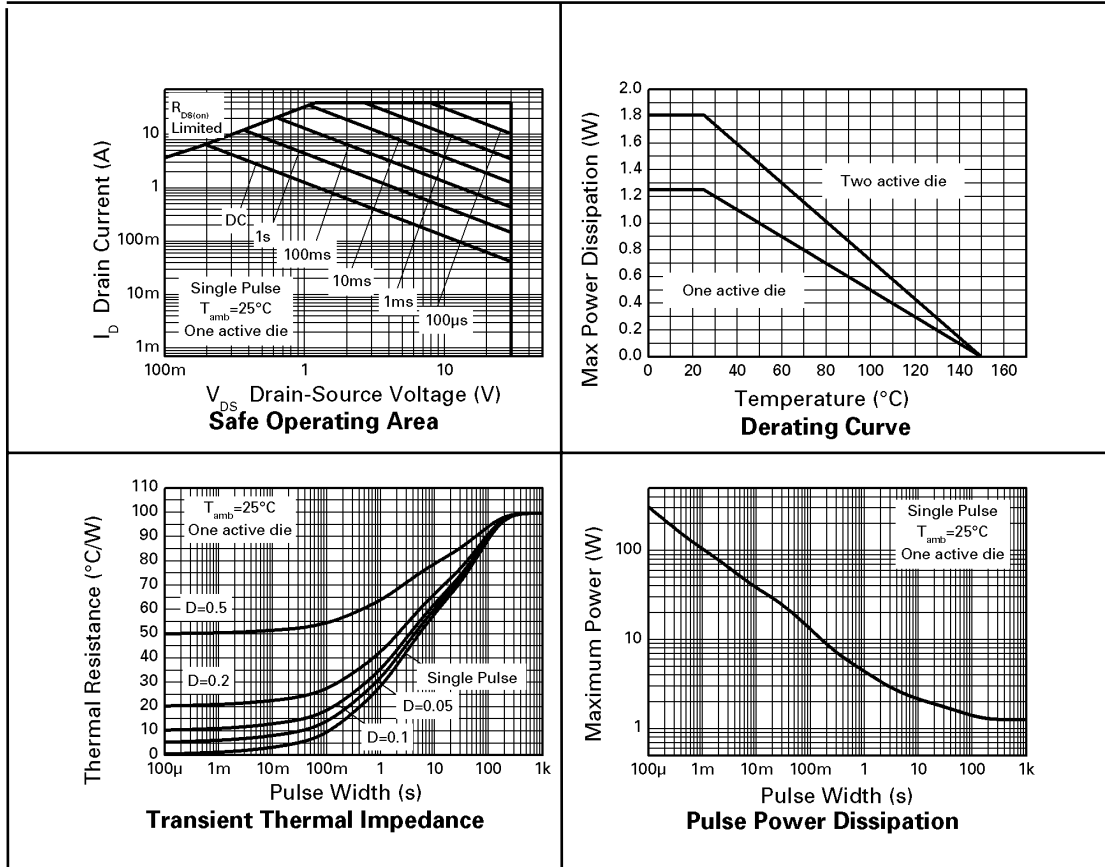 R_DS(on)
Limited
10
1
100m
10m
1m
I_D Drain Current (A)
DC
1s
100ms
10ms
1ms
100µs
Single Pulse
T_amb=25°C
One active die
100m 1 10
V_DS Drain-Source Voltage (V)
Safe Operating Area
2.0
1.8
1.6
1.4
1.2
1.0
0.8
0.6
0.4
0.2
0.0
Max Power Dissipation (W)
Two active die
One active die
0 20 40 60 80 100 120 140 160
Temperature (°C)
Derating Curve
110
100
90
80
70
60
50
40
30
20
10
0
Thermal Resistance (°C/W)
T_amb=25°C
One active die
D=0.5
D=0.2
Single Pulse
D=0.05
D=0.1
100µ 1m 10m 100m 1 10 100 1k
Pulse Width (s)
Transient Thermal Impedance
100
10
1
Maximum Power (W)
Single Pulse
T_amb=25°C
One active die
100µ 1m 10m 100m 1 10 100 1k
Pulse Width (s)
Pulse Power Dissipation